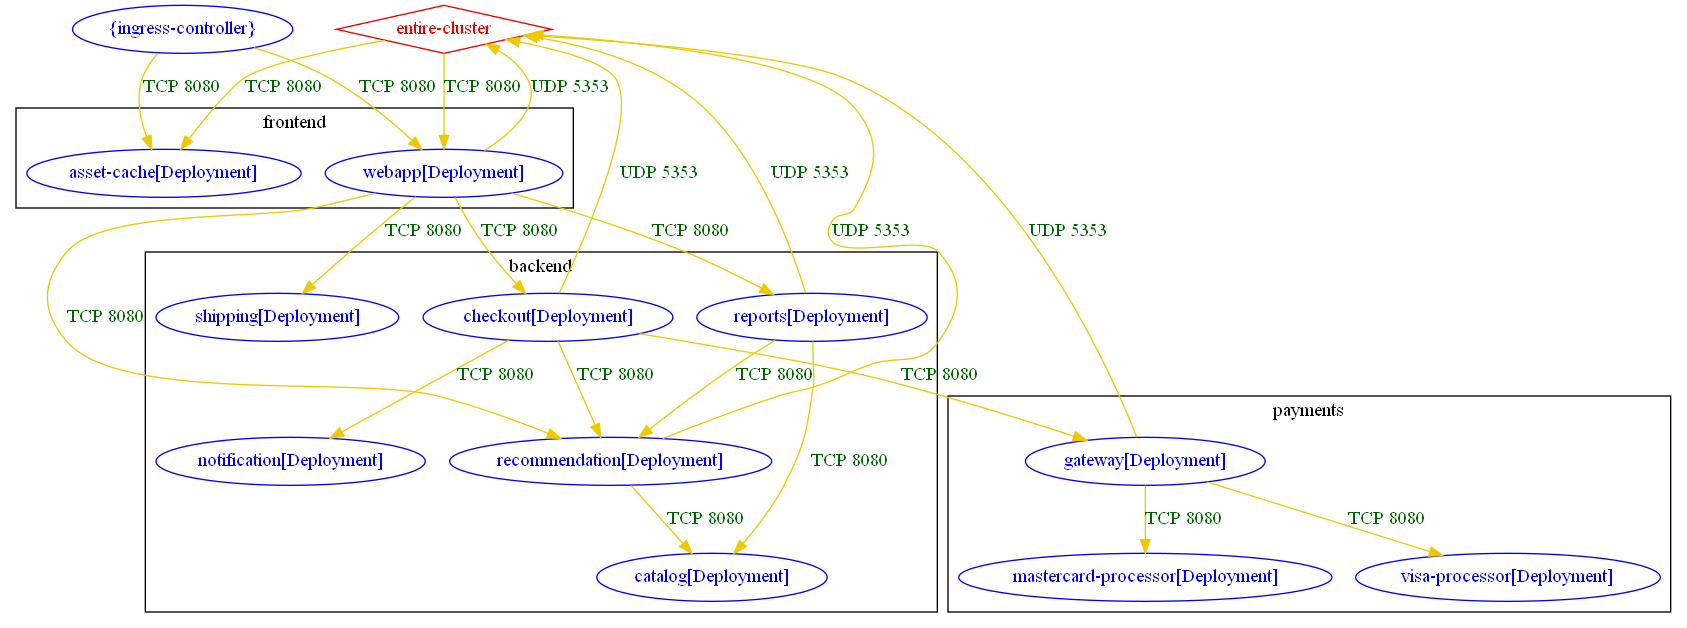 {ingress-controller}
entire-cluster
TCP 8080
TCP 8080
TCP 8080
TCP 8080
UDP 5353
frontend
asset-cache[Deployment]
webapp[Deployment]
UDP 5353
UDP 5353
TCP 8080
TCP 8080
TCP 8080
UDP 5353
UDP 5353
backend
shipping[Deployment]
checkout[Deployment]
reports[Deployment]
TCP 8080
TCP 8080
TCP 8080
TCP 8080
TCP 8080
payments
notification[Deployment]
recommendation[Deployment]
TCP 8080
gateway[Deployment]
TCP 8080
TCP 8080
TCP 8080
catalog[Deployment]
mastercard-processor[Deployment]
visa-processor[Deployment]